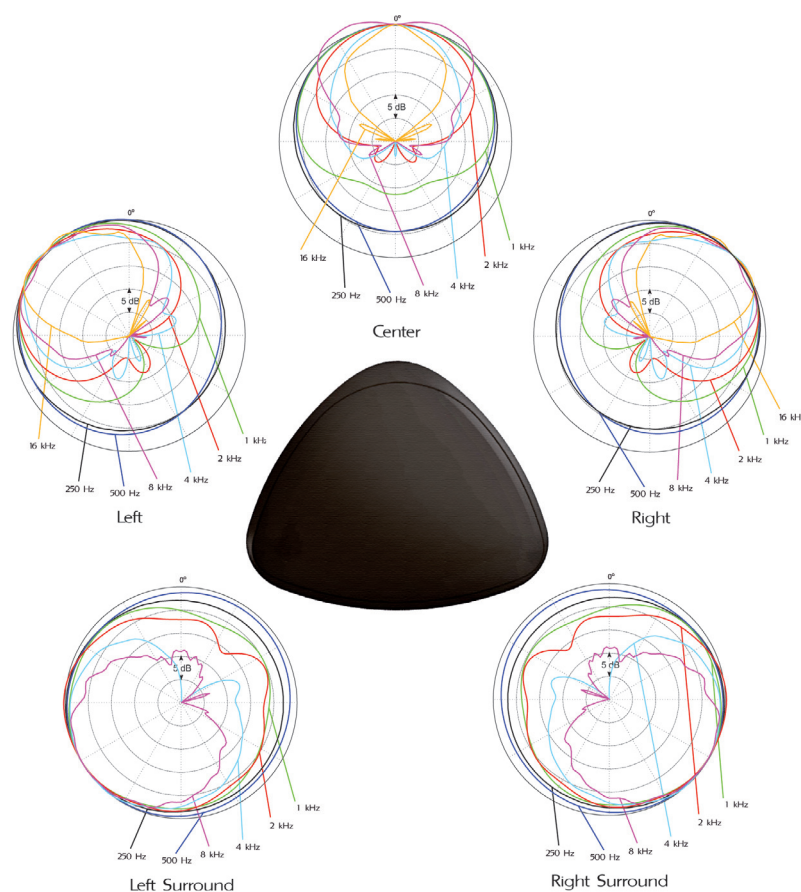 0°
5 dB
16 kHz
250 Hz
500 Hz
8 kHz
4 kHz
2 kHz
1 kHz
Center
0°
5 dB
16 kHz
250 Hz
500 Hz
8 kHz
4 kHz
2 kHz
1 kHz
Left
0°
5 dB
250 Hz
500 Hz
8 kHz
4 kHz
2 kHz
1 kHz
16 kHz
Right
0°
5 dB
250 Hz
500 Hz
8 kHz
4 kHz
2 kHz
1 kHz
Left Surround
0°
5 dB
250 Hz
500 Hz
8 kHz
4 kHz
2 kHz
1 kHz
Right Surround